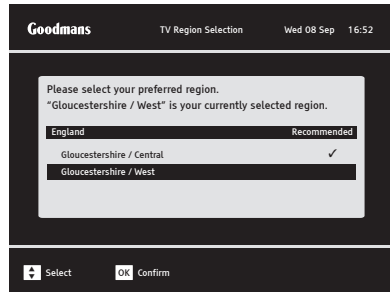 Goodmans TV Region Selection Wed 08 Sep 16:52
Please select your preferred region.
“Gloucestershire / West” is your currently selected region.
England Recommended
Gloucestershire / Central ✓
Gloucestershire / West
Select OK Confirm